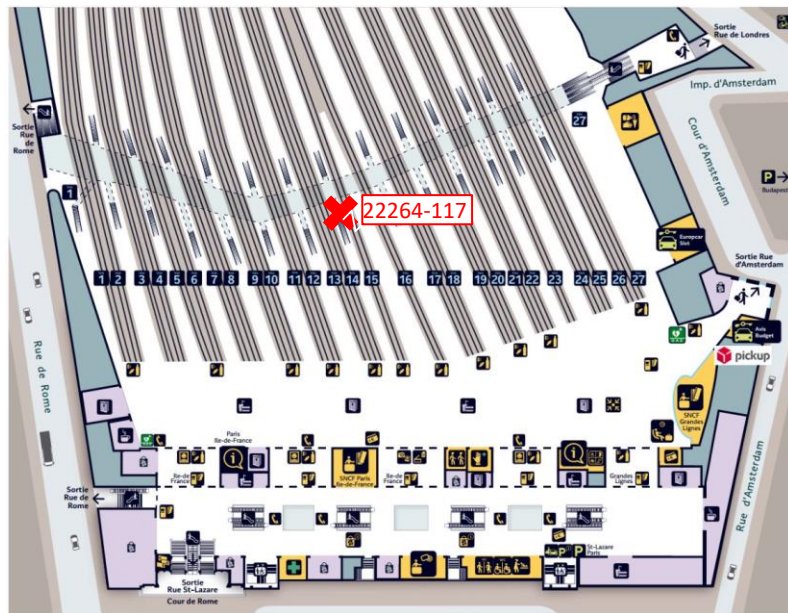 Sortie
Rue de Londres
Imp. d'Amsterdam
Sortie
Rue
de
Rome
27
Cour d'Amsterdam
P
Budapest
1
22264-117
Europcar
Sixt
Sortie Rue
d'Amsterdam
1 2 3 4 5 6 7 8 9 10 11 12 13 14 15 16 17 18 19 20 21 22 23 24 25 26 27
Avis
Budget
pickup
Rue de Rome
SNCF
Grandes
Lignes
Paris
Ile-de-France
Ile-de
France
SNCF Paris
Ile-de-France
Ile-de
France
Grandes
Lignes
Rue d'Amsterdam
Sortie
Rue de
Rome
St-Lazare
Paris
Sortie
Rue St-Lazare
Cour de Rome